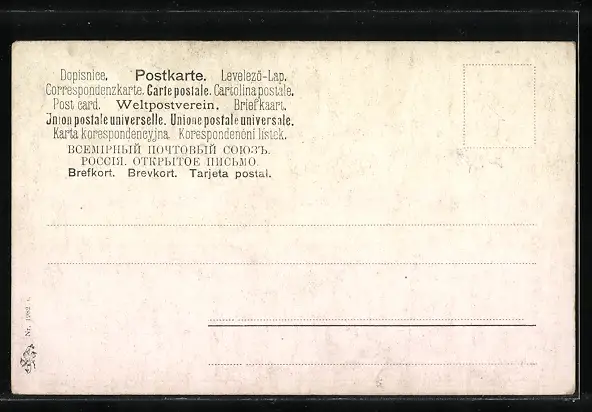 Dopisnice. Postkarte. Levelező-Lap.
Correspondenzkarte. Carte postale. Cartolina postale.
Post card. Weltpostverein. Briefkaart.
Union postale universelle. Unione postale universale.
Karta korespondencyjna. Korespondenční lístek.
ВСЕМІРНЫЙ ПОЧТОВЫЙ СОЮЗЪ.
РОССІЯ. ОТКРЫТОЕ ПИСЬМО.
Brefkort. Brevkort. Tarjeta postal.
Nr.